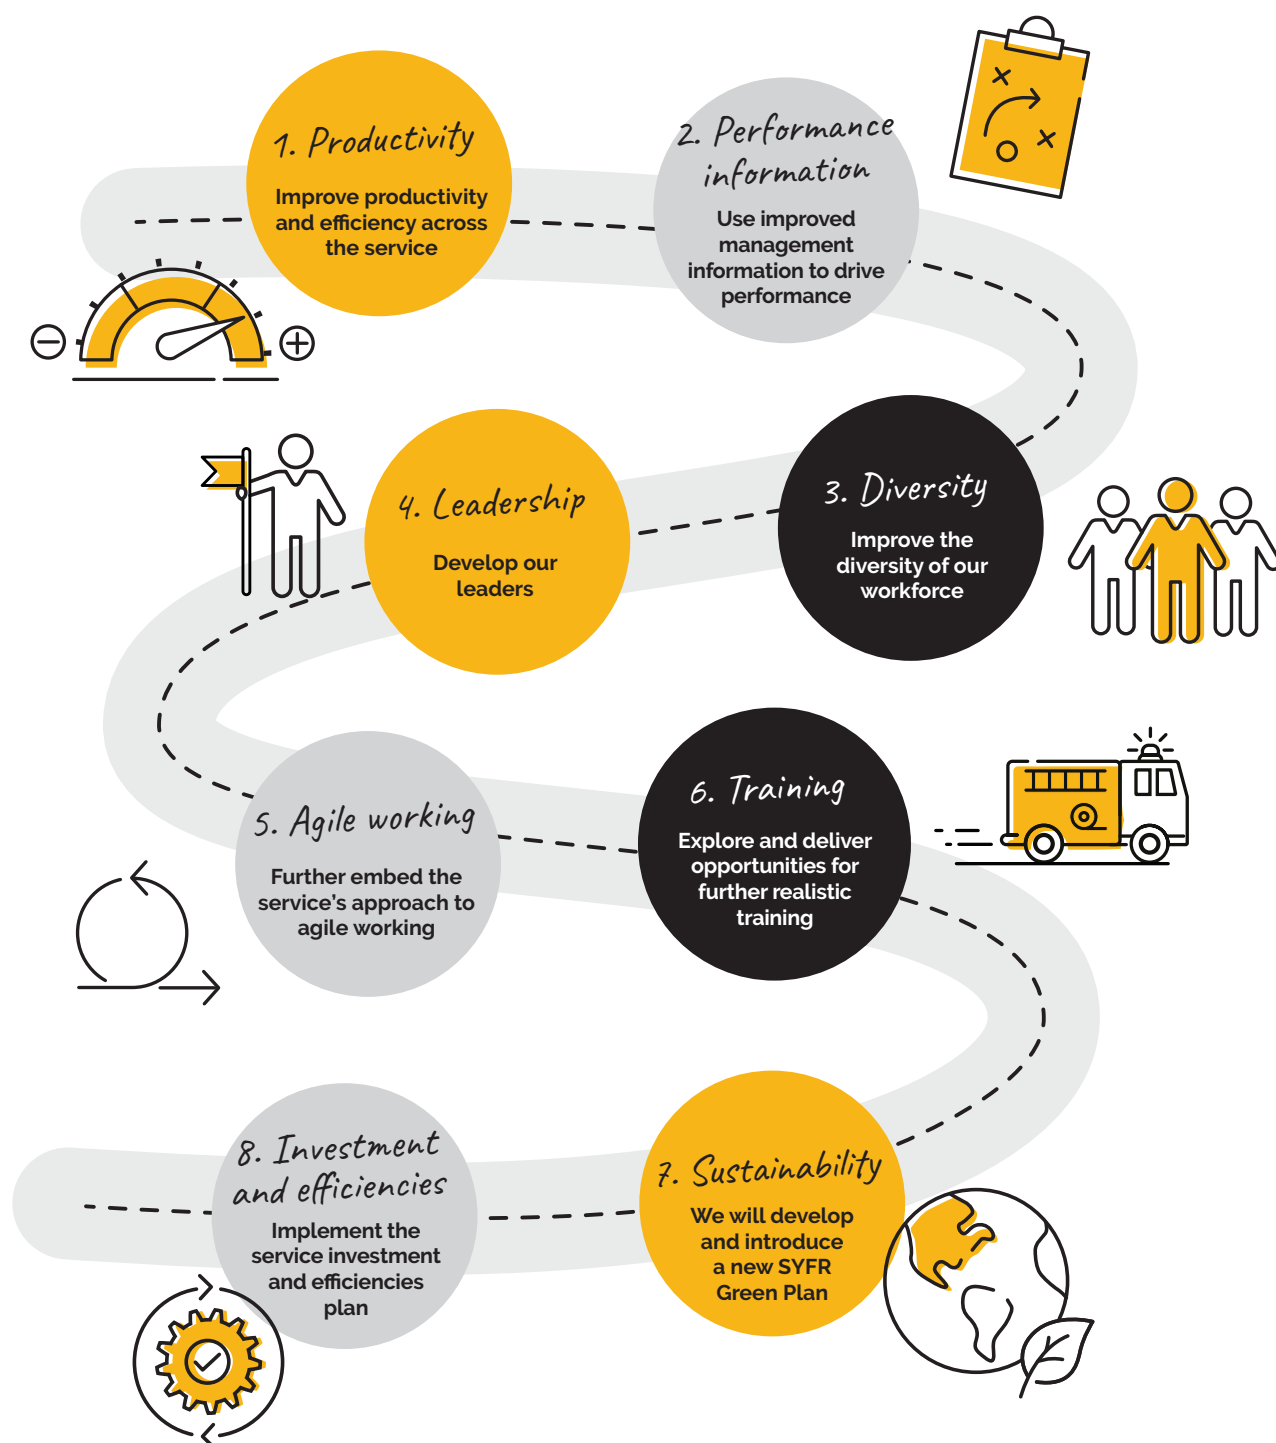 1. Productivity
Improve productivity
and efficiency across
the service
2. Performance
information
Use improved
management
information to drive
performance
3. Diversity
Improve the
diversity of our
workforce
4. Leadership
Develop our
leaders
5. Agile working
Further embed the
service's approach to
agile working
6. Training
Explore and deliver
opportunities for
further realistic
training
7. Sustainability
We will develop
and introduce
a new SYFR
Green Plan
8. Investment
and efficiencies
Implement the
service investment
and efficiencies
plan